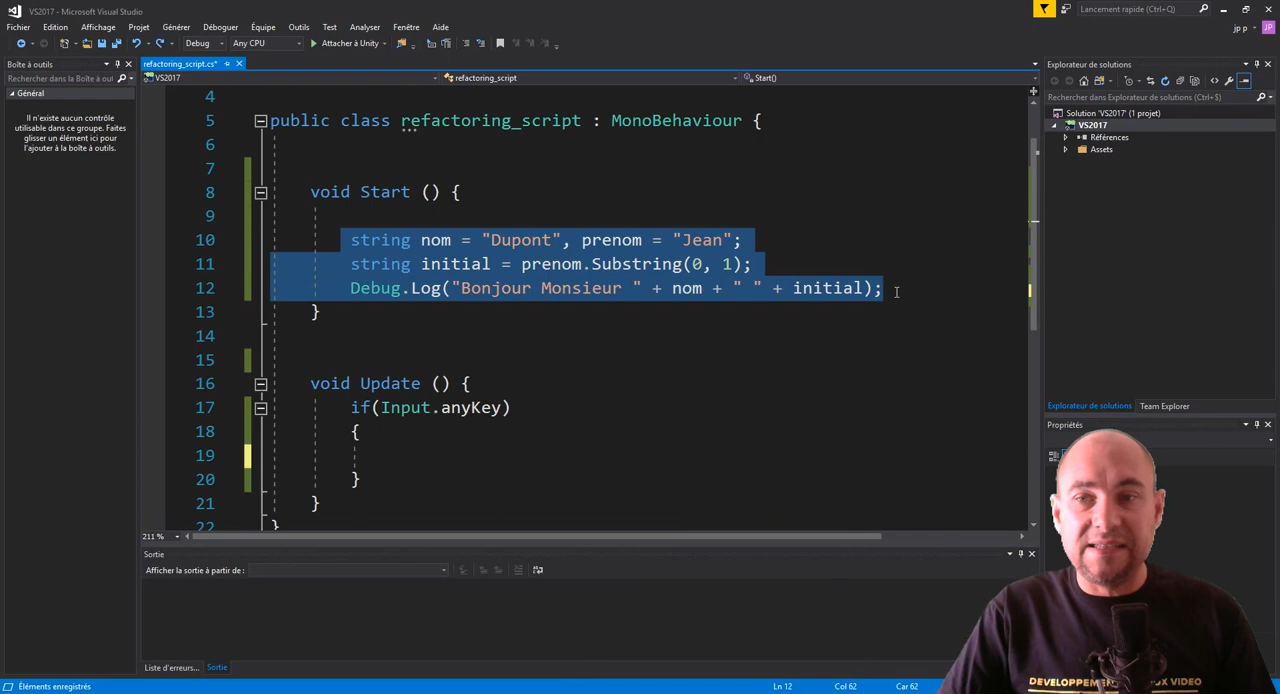 VS2017 - Microsoft Visual Studio
Lancement rapide (Ctrl+Q)
Fichier Edition Affichage Projet Générer Déboguer Équipe Outils Test Analyser Fenêtre Aide
jp p
JP
Debug Any CPU Attacher à Unity
Boîte à outils
Rechercher dans la Boîte à outils
Général
Il n'existe aucun contrôle
utilisable dans ce groupe. Faites
glisser un élément ici pour
l'ajouter à la boîte à outils.
refactoring_script.cs*
VS2017 refactoring_script Start()
4
5 public class refactoring_script : MonoBehaviour {
6
7
8 void Start () {
9
10 string nom = "Dupont", prenom = "Jean";
11 string initial = prenom.Substring(0, 1);
12 Debug.Log("Bonjour Monsieur " + nom + " " + initial);
13 }
14
15
16 void Update () {
17 if(Input.anyKey)
18 {
19
20 }
21 }
22 }
211 %
Sortie
Afficher la sortie à partir de :
Liste d'erreurs... Sortie
Explorateur de solutions
Rechercher dans Explorateur de solutions (Ctrl+$)
Solution 'VS2017' (1 projet)
VS2017
Références
Assets
Explorateur de solutions Team Explorer
Propriétés
Éléments enregistrés Ln 12 Col 62 Car 62
VIDEO